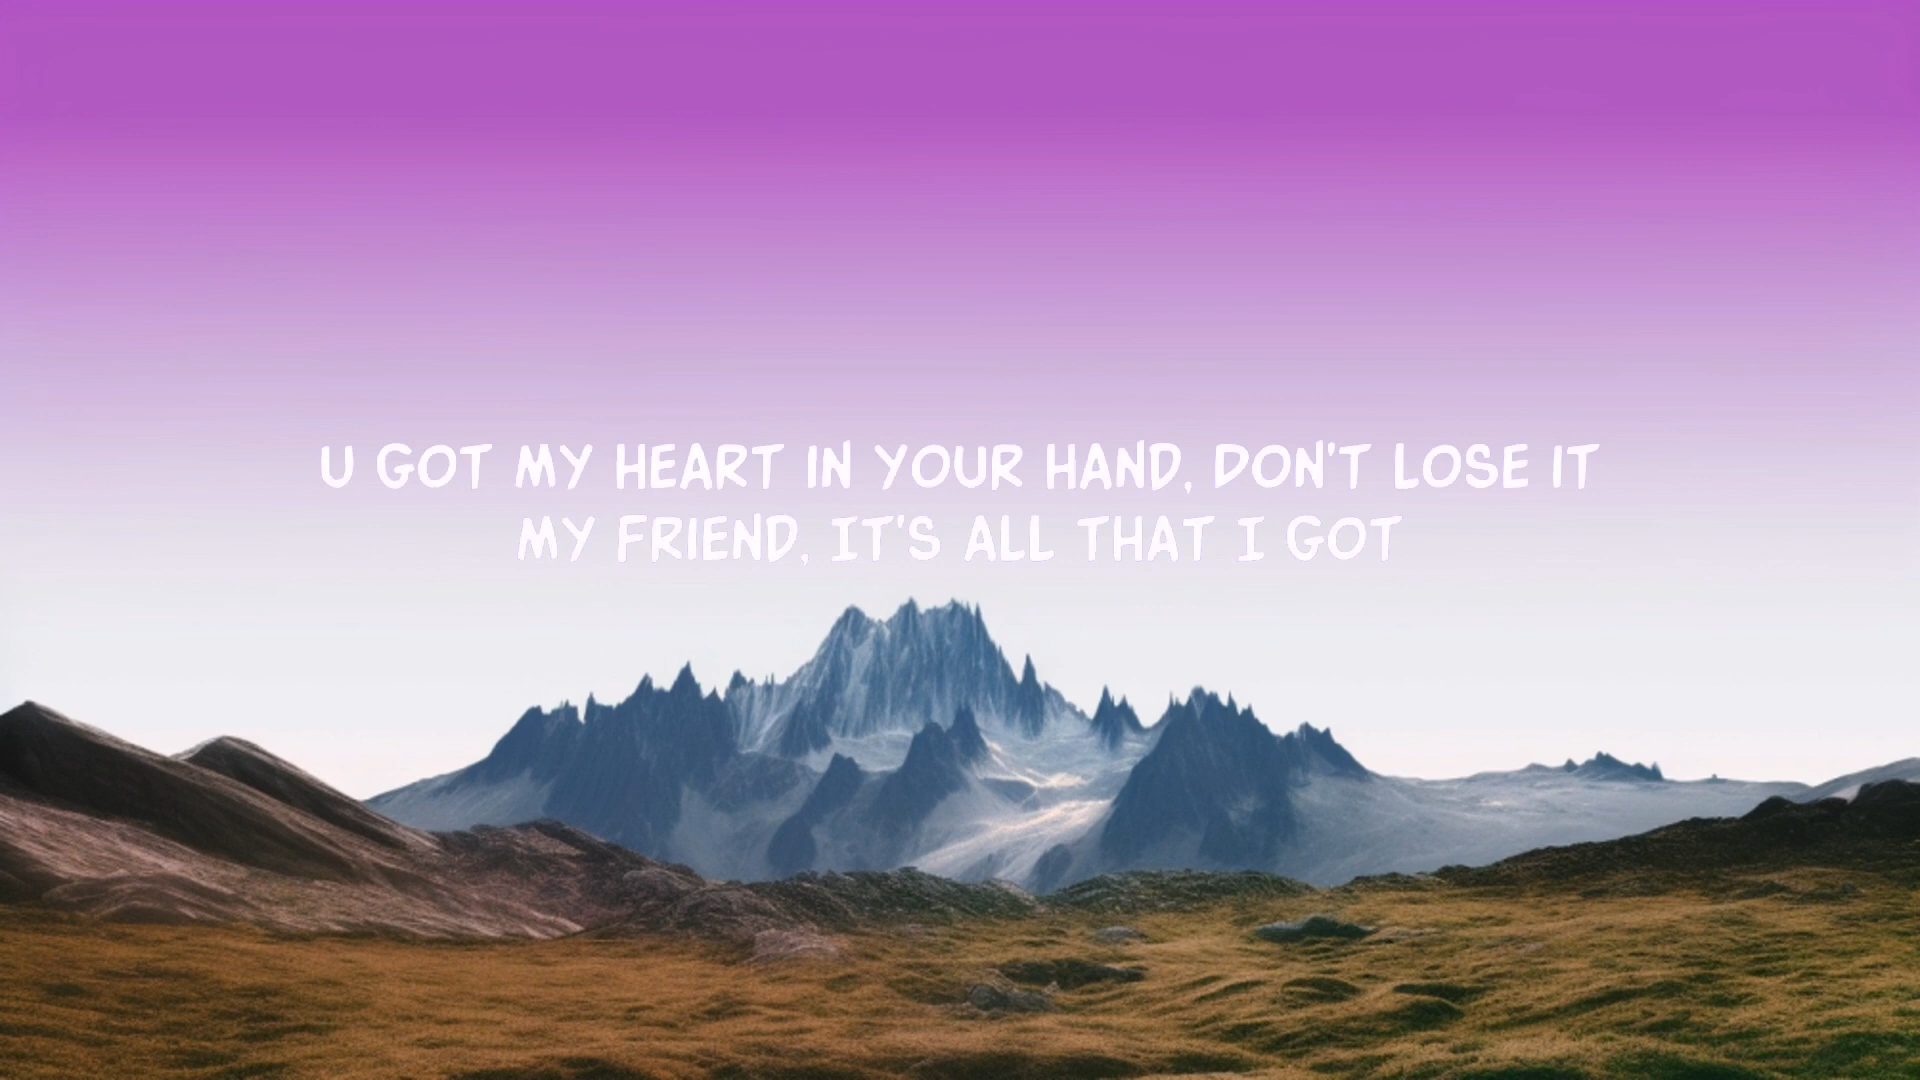 U GOT MY HEART IN YOUR HAND, DON'T LOSE IT
MY FRIEND, IT'S ALL THAT I GOT